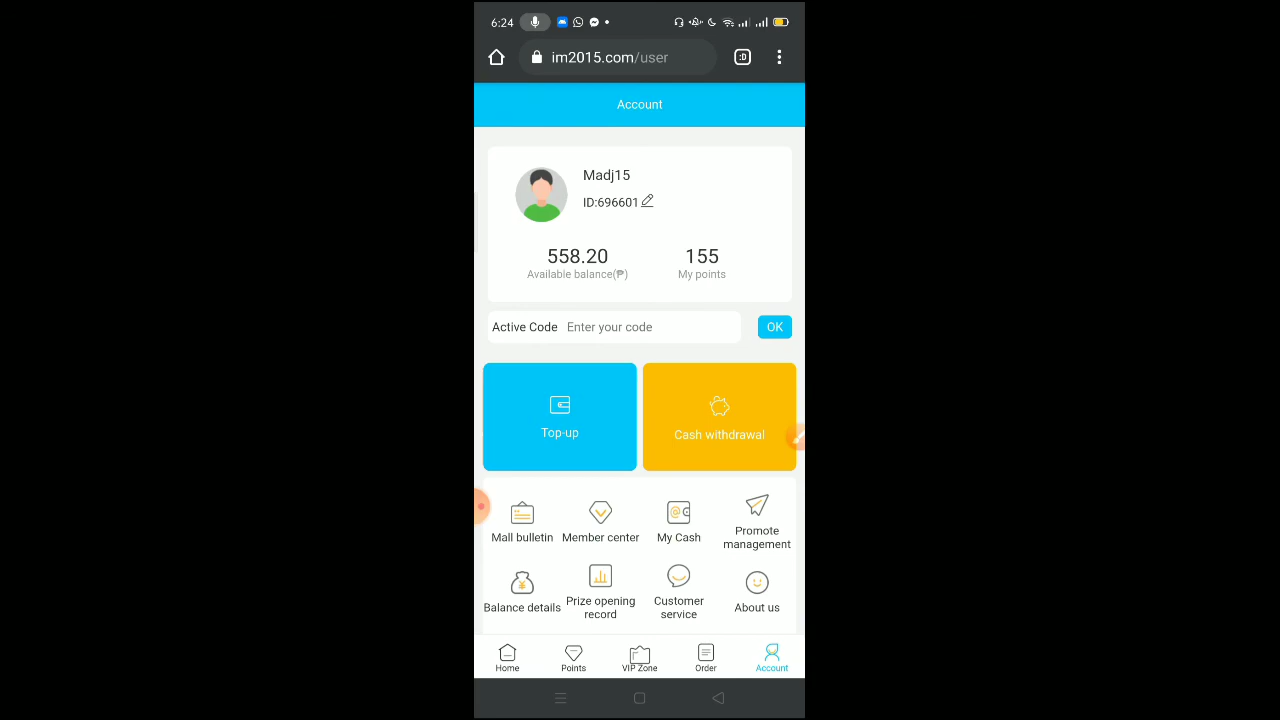 6:24
im2015.com/user
:D
Account
Madj15
ID:696601
558.20
155
Available balance(₱)
My points
Active Code
Enter your code
OK
Top-up
Cash withdrawal
Mall bulletin
Member center
My Cash
Promote
management
Balance details
Prize opening
record
Customer
service
About us
Home
Points
VIP Zone
Order
Account